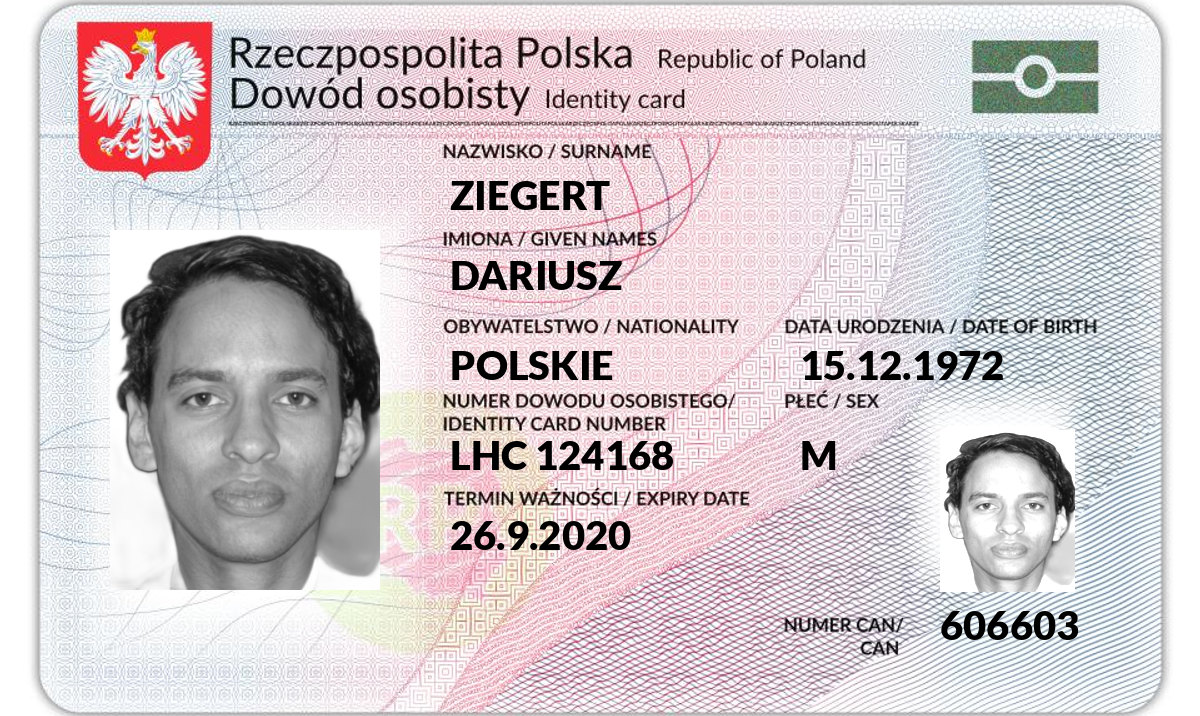 Rzeczpospolita Polska Republic of Poland
Dowód osobisty Identity card
NAZWISKO / SURNAME
ZIEGERT
IMIONA / GIVEN NAMES
DARIUSZ
OBYWATELSTWO / NATIONALITY DATA URODZENIA / DATE OF BIRTH
POLSKIE 15.12.1972
NUMER DOWODU OSOBISTEGO/ PŁEĆ / SEX
IDENTITY CARD NUMBER
LHC 124168 M
TERMIN WAŻNOŚCI / EXPIRY DATE
26.9.2020
NUMER CAN/ 606603
CAN